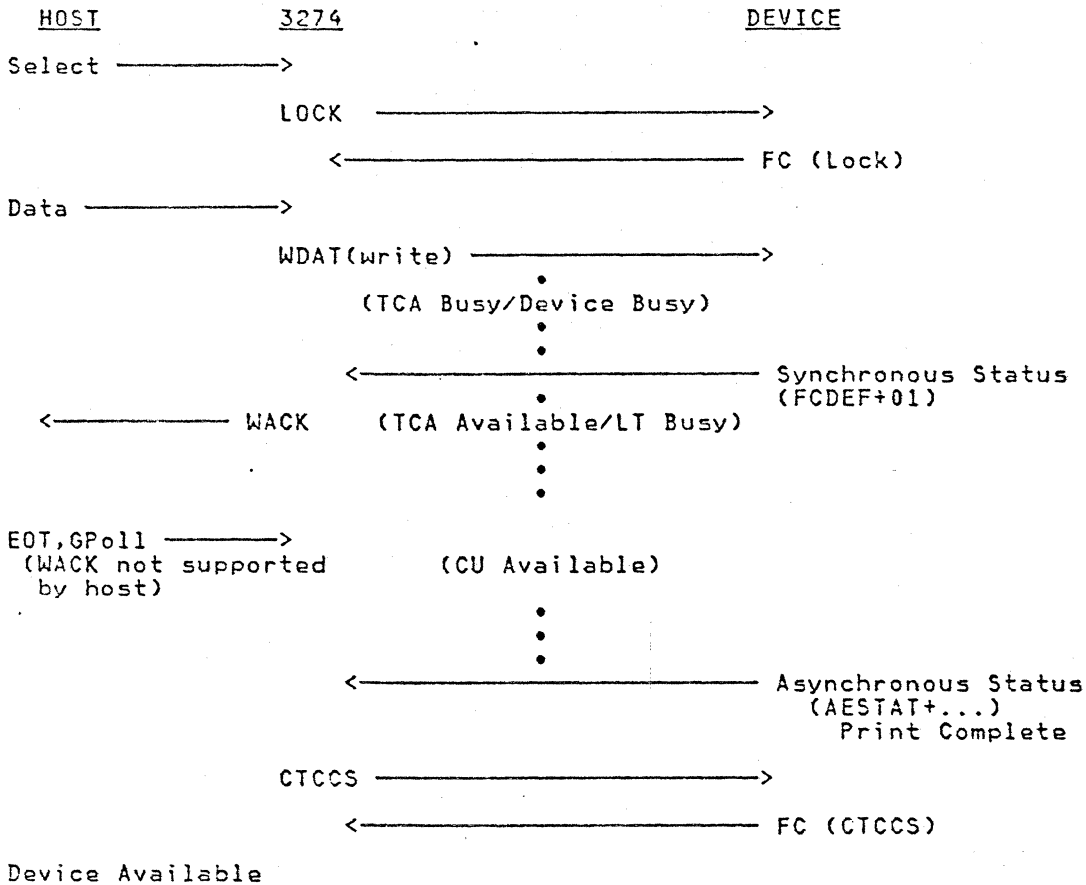 HOST 3274 DEVICE
Select
LOCK
FC (Lock)
Data
WDAT(write)
(TCA Busy/Device Busy)
Synchronous Status
(FCDEF+01)
WACK (TCA Available/LT Busy)
EOT,GPoll
(WACK not supported
by host)
(CU Available)
Asynchronous Status
(AESTAT+...)
Print Complete
CTCCS
FC (CTCCS)
Device Available